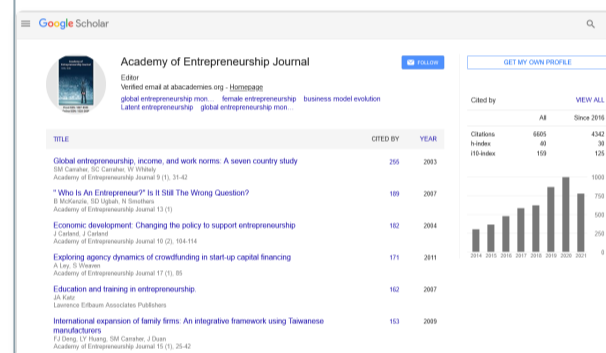 Google Scholar
Academy of Entrepreneurship Journal
Editor
Verified email at abacademies.org - Homepage
global entrepreneurship mon... female entrepreneurship business model evolution
Latent entrepreneurship global entrepreneurship mon...
FOLLOW
TITLE CITED BY YEAR
Global entrepreneurship, income, and work norms: A seven country study 255 2003
SM Carraher, SC Carraher, W Whitely
Academy of Entrepreneurship Journal 9 (1), 31-42
" Who Is An Entrepreneur?" Is It Still The Wrong Question? 189 2007
B McKenzie, SD Ugbah, N Smothers
Academy of Entrepreneurship Journal 13 (1)
Economic development: Changing the policy to support entrepreneurship 182 2004
J Carland, J Carland
Academy of Entrepreneurship Journal 10 (2), 104-114
Exploring agency dynamics of crowdfunding in start-up capital financing 171 2011
A Ley, S Weaven
Academy of Entrepreneurship Journal 17 (1), 85
Education and training in entrepreneurship. 162 2007
JA Katz
Lawrence Erlbaum Associates Publishers
International expansion of family firms: An integrative framework using Taiwanese 153 2009
manufacturers
FJ Deng, LY Huang, SM Carraher, J Duan
Academy of Entrepreneurship Journal 15 (1), 25-42
GET MY OWN PROFILE
Cited by VIEW ALL
All Since 2016
Citations 6605 4342
h-index 40 30
i10-index 159 125
1000
750
500
250
0
2014 2015 2016 2017 2018 2019 2020 2021